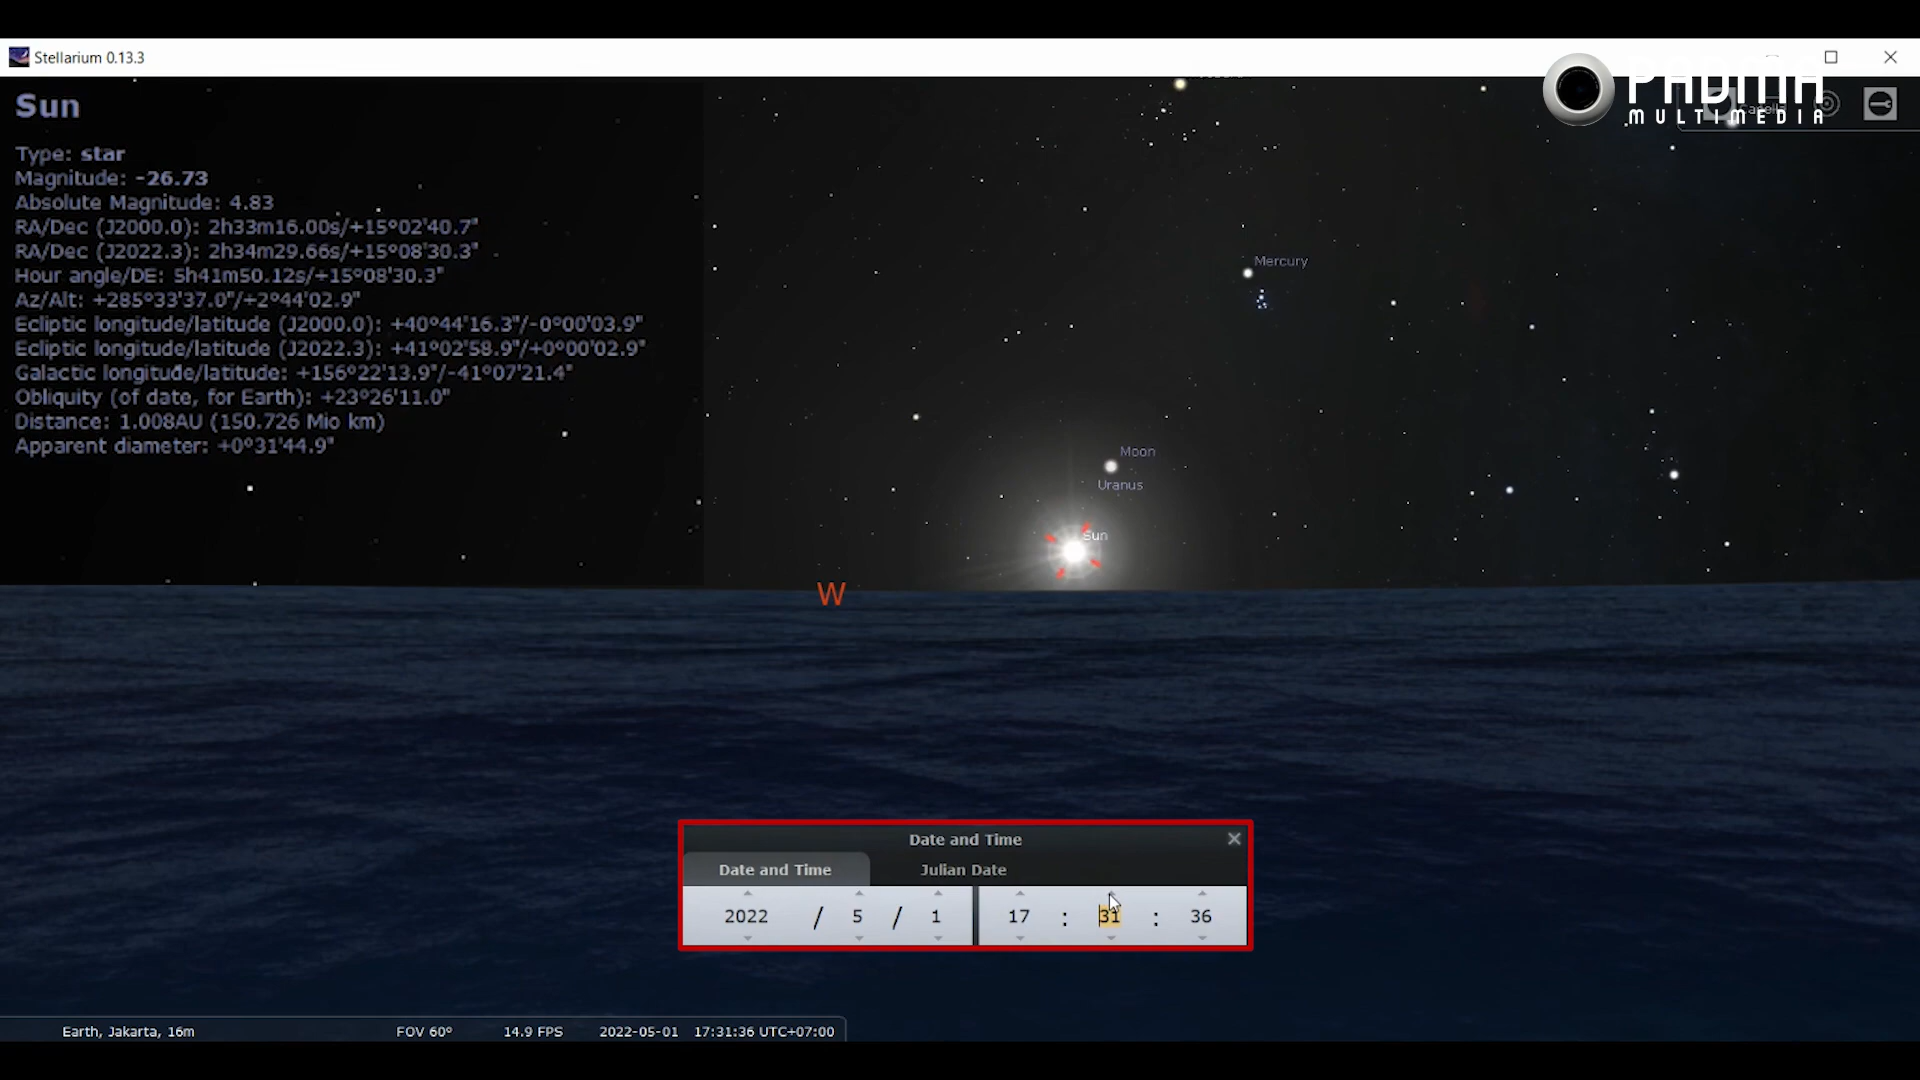 Stellarium 0.13.3
PADMA
MULTIMEDIA
Sun
Type: star
Magnitude: -26.73
Absolute Magnitude: 4.83
RA/Dec (J2000.0): 2h33m16.00s/+15°02'40.7"
RA/Dec (J2022.3): 2h34m29.66s/+15°08'30.3"
Hour angle/DE: 5h41m50.12s/+15°08'30.3"
Az/Alt: +285°33'37.0"/+2°44'02.9"
Ecliptic longitude/latitude (J2000.0): +40°44'16.3"/-0°00'03.9"
Ecliptic longitude/latitude (J2022.3): +41°02'58.9"/+0°00'02.9"
Galactic longitude/latitude: +156°22'13.9"/-41°07'21.4"
Obliquity (of date, for Earth): +23°26'11.0"
Distance: 1.008AU (150.726 Mio km)
Apparent diameter: +0°31'44.9"
Mercury
Moon
Uranus
Sun
W
Date and Time
Date and Time Julian Date
2022 / 5 / 1 17 : 31 : 36
Earth, Jakarta, 16m FOV 60° 14.9 FPS 2022-05-01 17:31:36 UTC+07:00